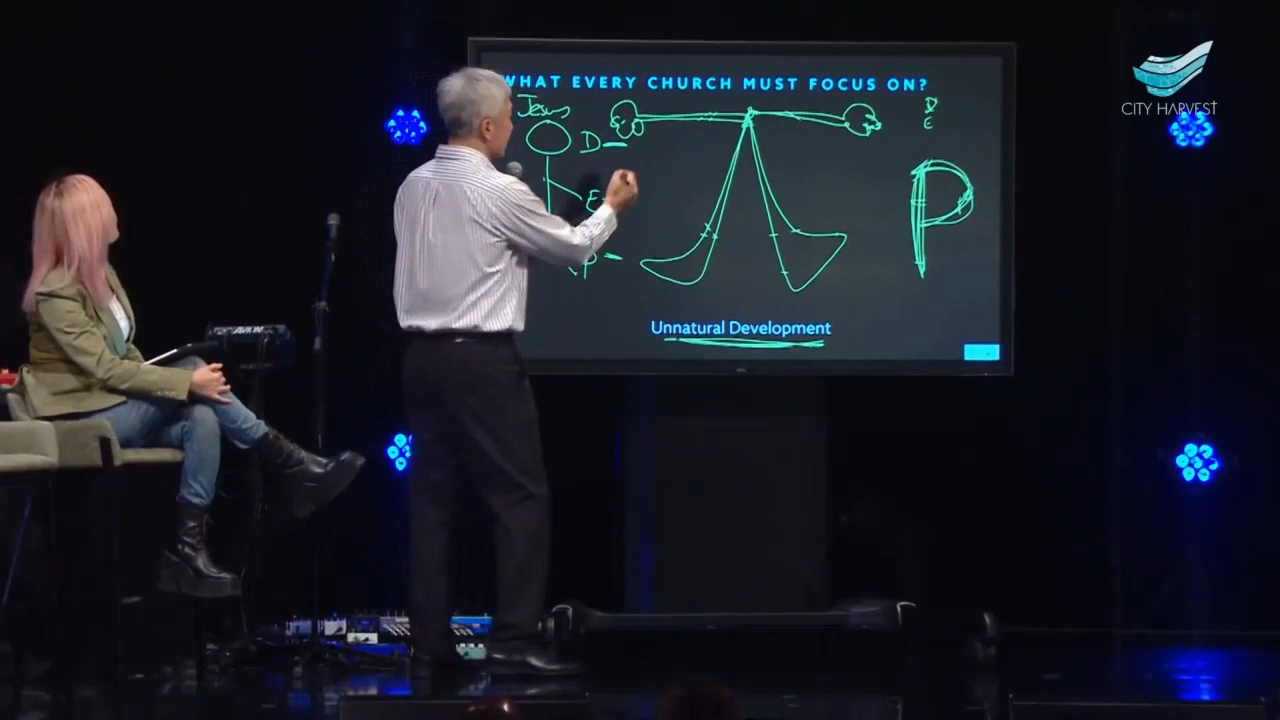 WHAT EVERY CHURCH MUST FOCUS ON?
CITY HARVEST
Jesus
D
D
E
E
P
P
Unnatural Development